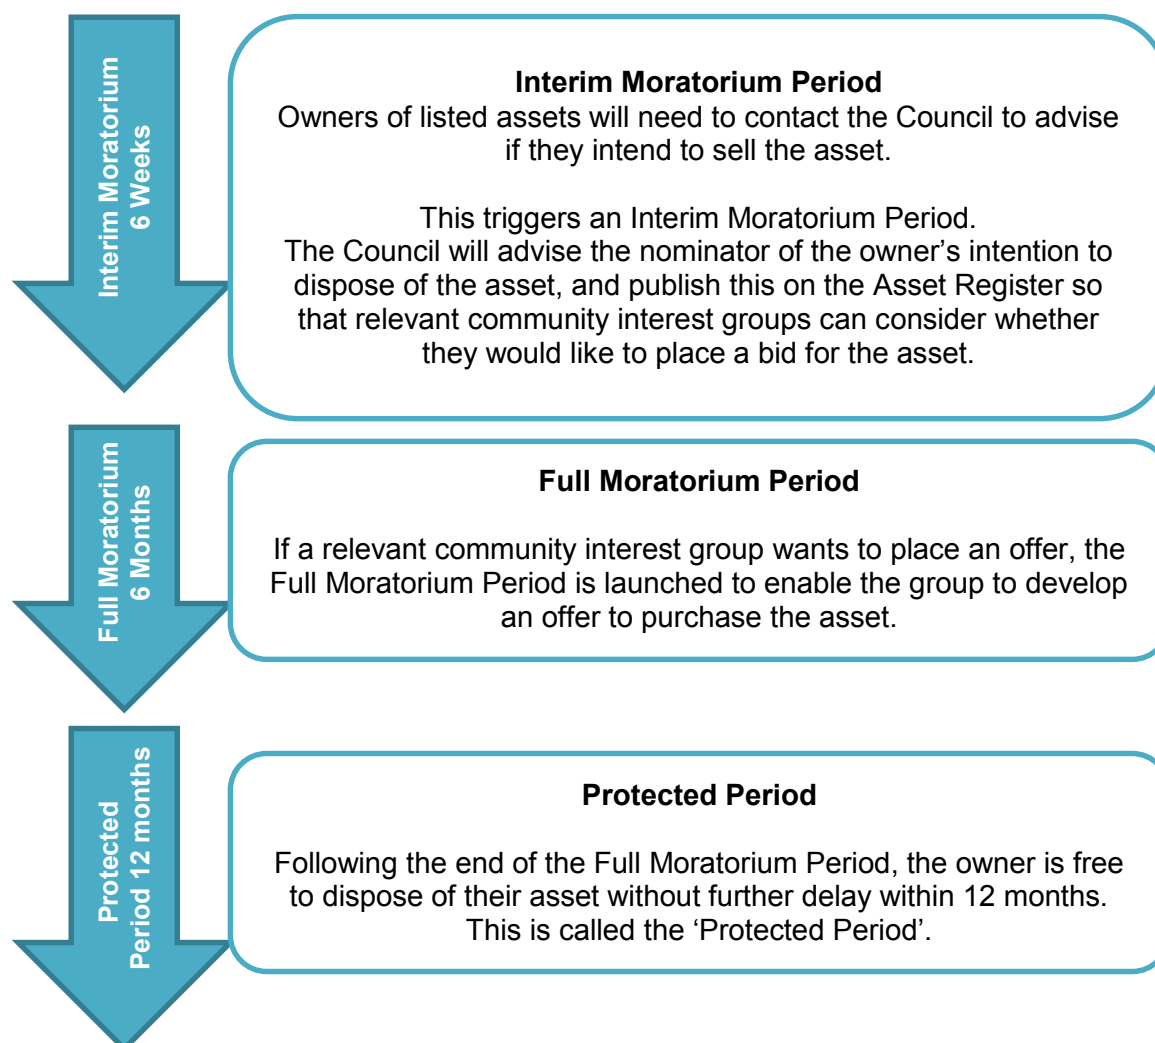 Interim Moratorium
6 Weeks
Interim Moratorium Period
Owners of listed assets will need to contact the Council to advise
if they intend to sell the asset.
This triggers an Interim Moratorium Period.
The Council will advise the nominator of the owner’s intention to
dispose of the asset, and publish this on the Asset Register so
that relevant community interest groups can consider whether
they would like to place a bid for the asset.
Full Moratorium
6 Months
Full Moratorium Period
If a relevant community interest group wants to place an offer, the
Full Moratorium Period is launched to enable the group to develop
an offer to purchase the asset.
Protected
Period 12 months
Protected Period
Following the end of the Full Moratorium Period, the owner is free
to dispose of their asset without further delay within 12 months.
This is called the ‘Protected Period’.